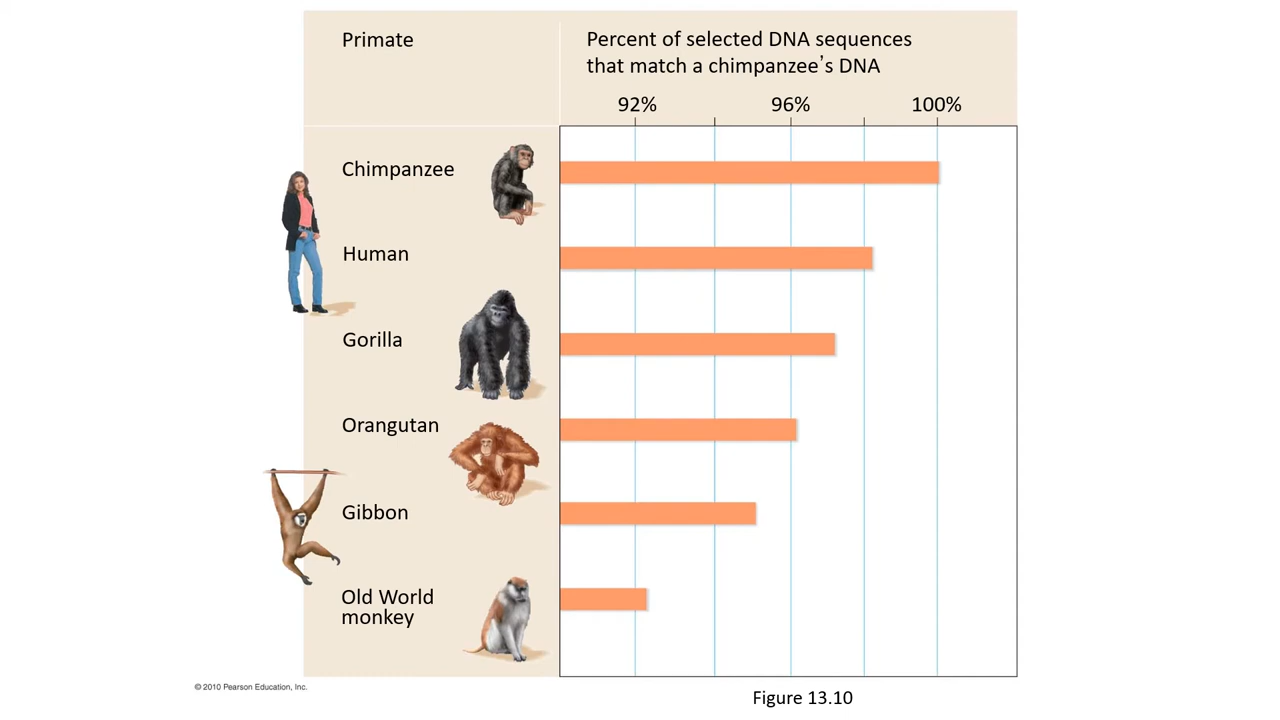 Primate
Percent of selected DNA sequences
that match a chimpanzee’s DNA
92%
96%
100%
Chimpanzee
Human
Gorilla
Orangutan
Gibbon
Old World
monkey
© 2010 Pearson Education, Inc.
Figure 13.10